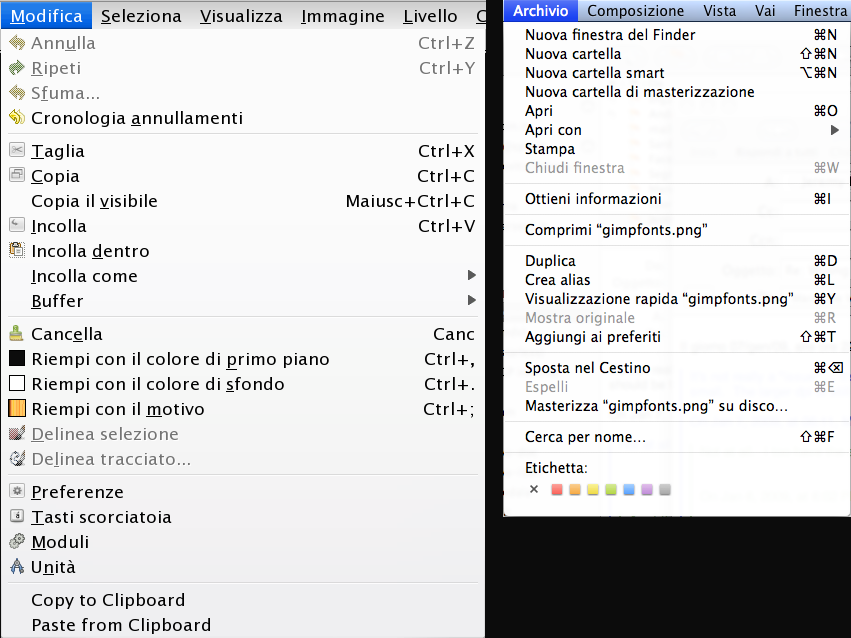 Modifica Seleziona Visualizza Immagine Livello
Annulla Ctrl+Z
Ripeti Ctrl+Y
Sfuma...
Cronologia annullamenti
Taglia Ctrl+X
Copia Ctrl+C
Copia il visibile Maiusc+Ctrl+C
Incolla Ctrl+V
Incolla dentro
Incolla come
Buffer
Cancella Canc
Riempi con il colore di primo piano Ctrl+,
Riempi con il colore di sfondo Ctrl+.
Riempi con il motivo Ctrl+;
Delinea selezione
Delinea tracciato...
Preferenze
Tasti scorciatoia
Moduli
Unità
Copy to Clipboard
Paste from Clipboard
Archivio Composizione Vista Vai Finestra
Nuova finestra del Finder ⌘N
Nuova cartella ⇧⌘N
Nuova cartella smart ⌥⌘N
Nuova cartella di masterizzazione
Apri ⌘O
Apri con
Stampa
Chiudi finestra ⌘W
Ottieni informazioni ⌘I
Comprimi “gimpfonts.png”
Duplica ⌘D
Crea alias ⌘L
Visualizzazione rapida “gimpfonts.png” ⌘Y
Mostra originale ⌘R
Aggiungi ai preferiti ⇧⌘T
Sposta nel Cestino ⌘⌫
Espelli ⌘E
Masterizza “gimpfonts.png” su disco...
Cerca per nome... ⇧⌘F
Etichetta: